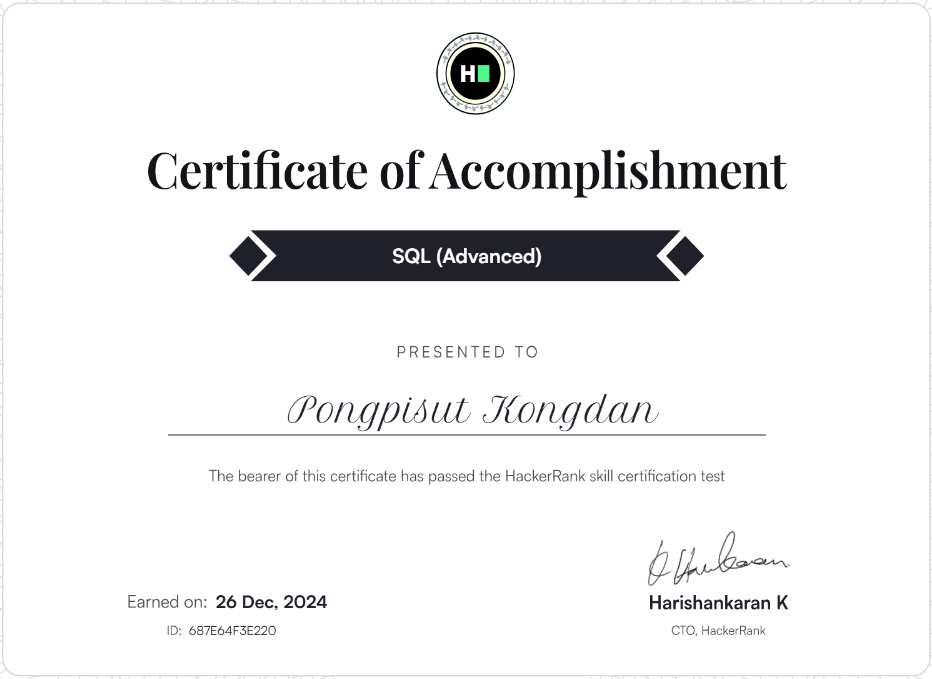 H
Certificate of Accomplishment
SQL (Advanced)
PRESENTED TO
Pongpisut Kongdan
The bearer of this certificate has passed the HackerRank skill certification test
Earned on: 26 Dec, 2024
ID: 687E64F3E220
Harishankaran K
CTO, HackerRank